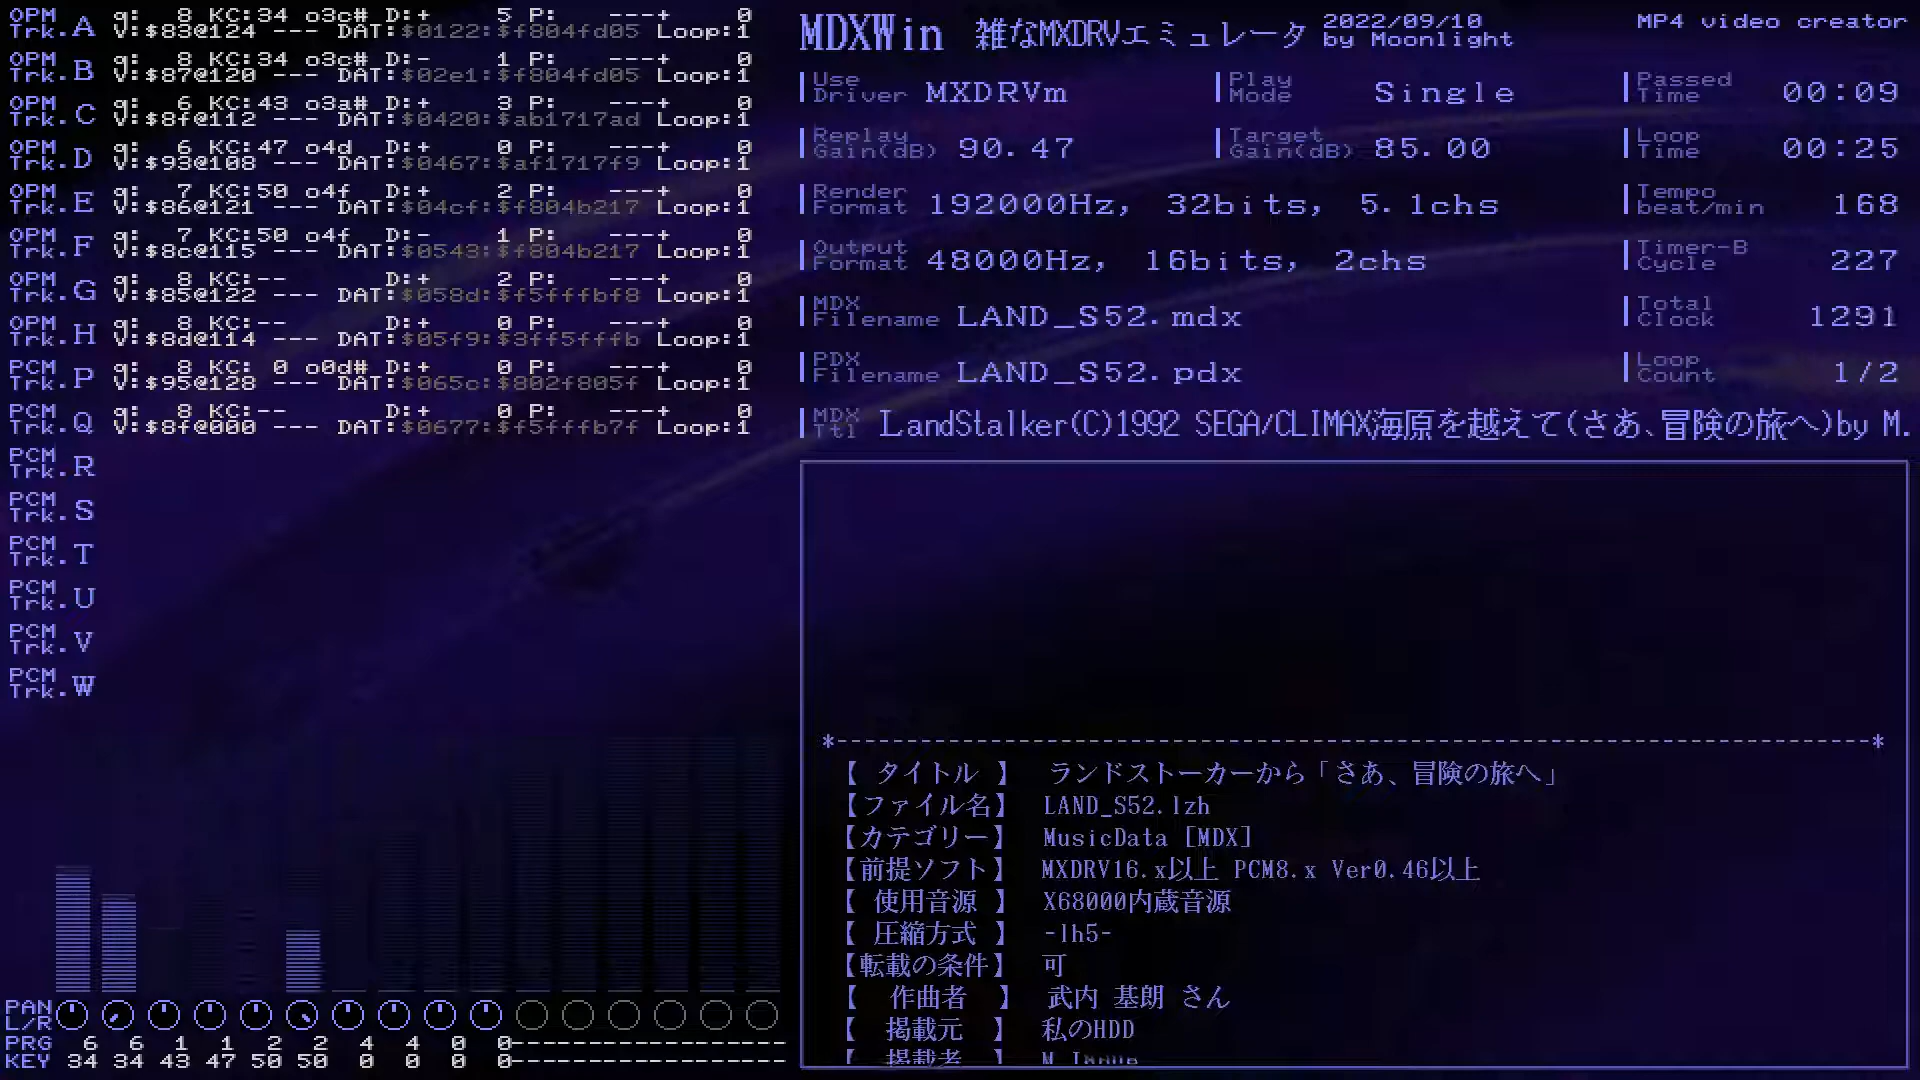 OPM Trk. A g: 8 KC:34 o3c# D:+ 5 P: ---+ 0
V:$83@124 --- DAT:$0122:$f804fd05 Loop:1
OPM Trk. B g: 8 KC:34 o3c# D:- 1 P: ---+ 0
V:$87@120 --- DAT:$02e1:$f804fd05 Loop:1
OPM Trk. C g: 6 KC:43 o3a# D:+ 3 P: ---+ 0
V:$8f@112 --- DAT:$0420:$ab1717ad Loop:1
OPM Trk. D g: 6 KC:47 o4d D:+ 0 P: ---+ 0
V:$93@108 --- DAT:$0467:$af1717f9 Loop:1
OPM Trk. E g: 7 KC:50 o4f D:+ 2 P: ---+ 0
V:$86@121 --- DAT:$04cf:$f804b217 Loop:1
OPM Trk. F g: 7 KC:50 o4f D:- 1 P: ---+ 0
V:$8c@115 --- DAT:$0543:$f804b217 Loop:1
OPM Trk. G g: 8 KC:-- D:+ 2 P: ---+ 0
V:$85@122 --- DAT:$058d:$f5fffbf8 Loop:1
OPM Trk. H g: 8 KC:-- D:+ 0 P: ---+ 0
V:$8d@114 --- DAT:$05f9:$3ff5fffb Loop:1
PCM Trk. P g: 8 KC: 0 o0d# D:+ 0 P: ---+ 0
V:$95@128 --- DAT:$065c:$802f805f Loop:1
PCM Trk. Q g: 8 KC:-- D:+ 0 P: ---+ 0
V:$8f@000 --- DAT:$0677:$f5fffb7f Loop:1
PCM Trk. R
PCM Trk. S
PCM Trk. T
PCM Trk. U
PCM Trk. V
PCM Trk. W
PAN L/R
PRG 6 6 1 1 2 2 4 4 0 0
KEY 34 34 43 47 50 50 0 0 0 0
MDXWin 雑なMXDRVエミュレータ 2022/09/10 by Moonlight MP4 video creator
Use Driver MXDRVm Play Mode Single Passed Time 00:09
Replay Gain(dB) 90.47 Target Gain(dB) 85.00 Loop Time 00:25
Render Format 192000Hz, 32bits, 5.1chs Tempo beat/min 168
Output Format 48000Hz, 16bits, 2chs Timer-B Cycle 227
MDX Filename LAND_S52.mdx Total Clock 1291
PDX Filename LAND_S52.pdx Loop Count 1/2
MDX Ttl LandStalker(C)1992 SEGA/CLIMAX海原を越えて(さあ、冒険の旅へ)by M.
【 タイトル 】 ランドストーカーから「さあ、冒険の旅へ」
【ファイル名】 LAND_S52.lzh
【カテゴリー】 MusicData [MDX]
【前提ソフト】 MXDRV16.x以上 PCM8.x Ver0.46以上
【 使用音源 】 X68000内蔵音源
【 圧縮方式 】 -lh5-
【転載の条件】 可
【 作曲者 】 武内 基朗 さん
【 掲載元 】 私のHDD
【 掲載者 】 M.Inoue